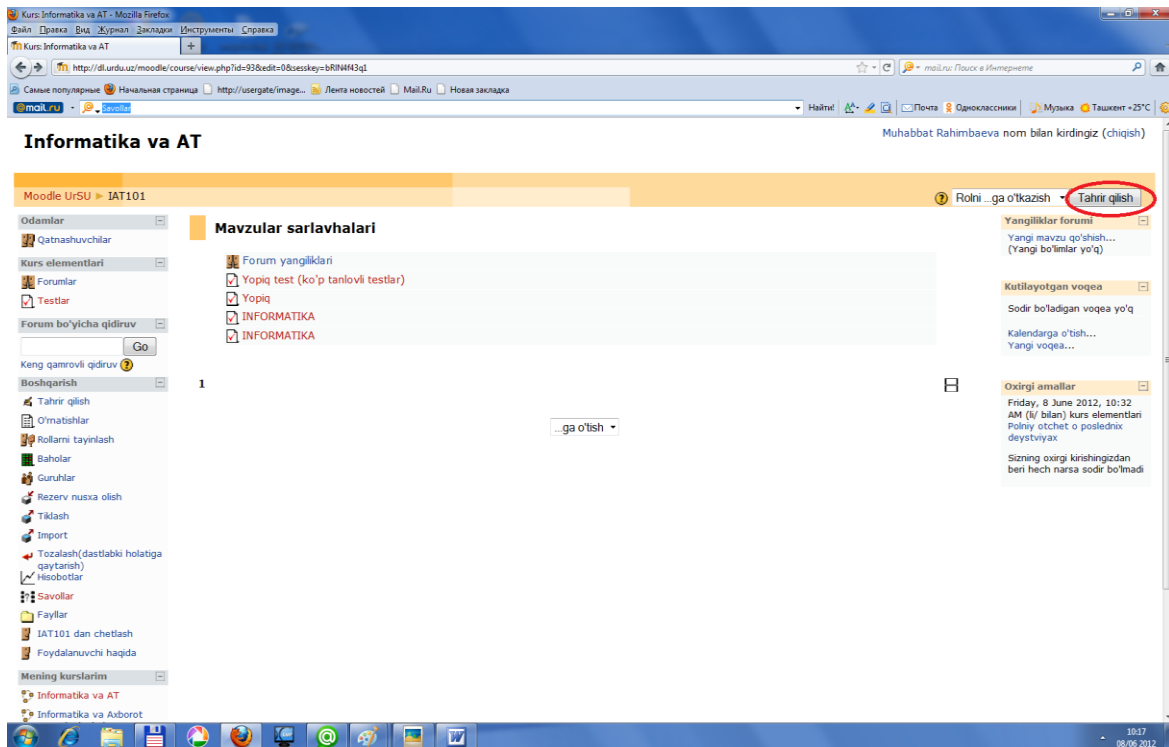 Kurs: Informatika va AT - Mozilla Firefox
Файл Правка Вид Журнал Закладки Инструменты Справка
Kurs: Informatika va AT
http://dl.urdu.uz/moodle/course/view.php?id=93&edit=0&sesskey=bRlN4f43q1
mail.ru: Поиск в Интернете
Самые популярные Начальная страница http://usergate/image... Лента новостей Mail.Ru Новая закладка
@mail.ru Savollar Найти! Почта Одноклассники Музыка Ташкент +25°C
Informatika va AT
Muhabbat Rahimbaeva nom bilan kirdingiz (chiqish)
Moodle UrSU ► IAT101
Rolni ...ga o'tkazish Tahrir qilish
Odamlar
Qatnashuvchilar
Kurs elementlari
Forumlar
Testlar
Forum bo'yicha qidiruv
Go
Keng qamrovli qidiruv
Boshqarish
Tahrir qilish
O'rnatishlar
Rollarni tayinlash
Baholar
Guruhlar
Rezerv nusxa olish
Tiklash
Import
Tozalash(dastlabki holatiga
qaytarish)
Hisobotlar
Savollar
Fayllar
IAT101 dan chetlash
Foydalanuvchi haqida
Mening kurslarim
Informatika va AT
Informatika va Axborot
Mavzular sarlavhalari
Forum yangiliklari
Yopiq test (ko'p tanlovli testlar)
Yopiq
INFORMATIKA
INFORMATIKA
1
...ga o'tish
Yangiliklar forumi
Yangi mavzu qo'shish...
(Yangi bo'limlar yo'q)
Kutilayotgan voqea
Sodir bo'ladigan voqea yo'q
Kalendarga o'tish...
Yangi voqea...
Oxirgi amallar
Friday, 8 June 2012, 10:32
AM (li/ bilan) kurs elementlari
Polniy otchet o poslednix
deystviyax
Sizning oxirgi kirishingizdan
beri hech narsa sodir bo'lmadi
10:17
08/06 2012